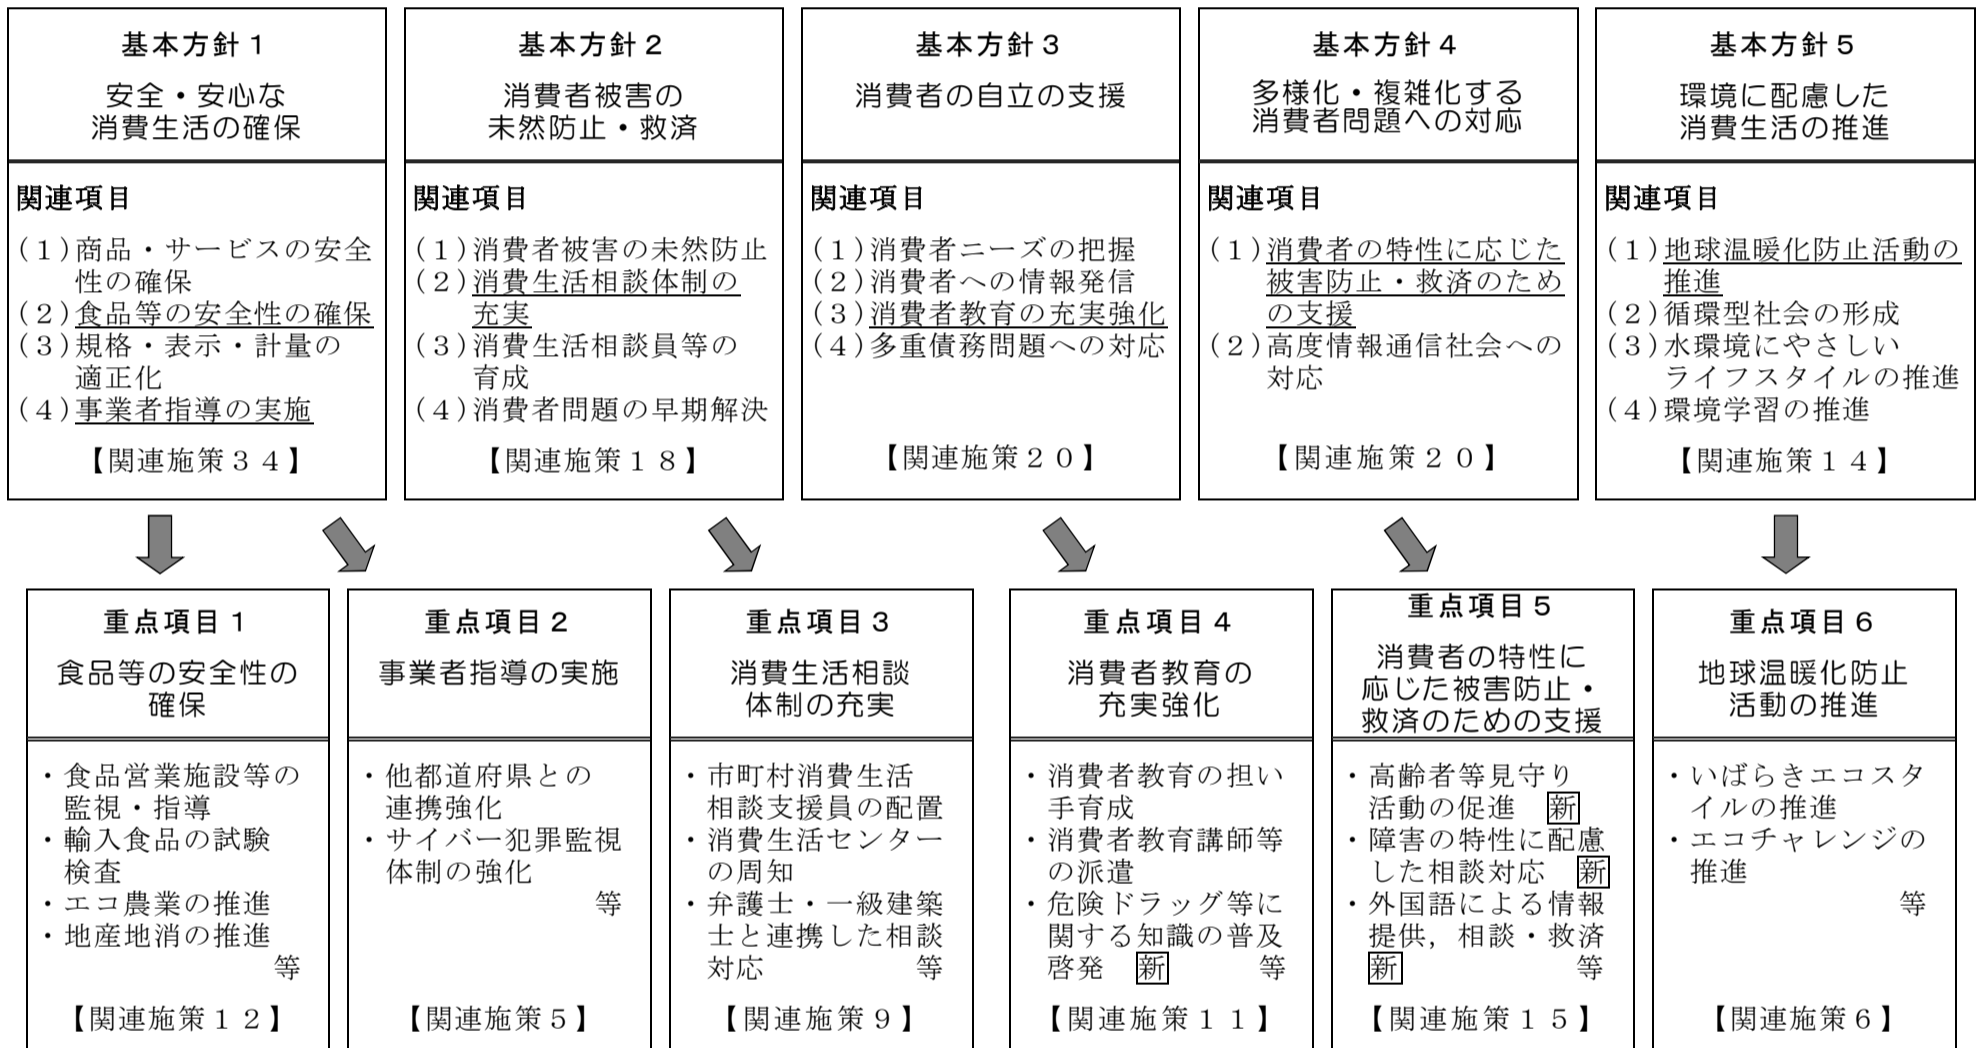 基本方針１
安全・安心な
消費生活の確保
関連項目
（１）商品・サービスの安全
性の確保
（２）食品等の安全性の確保
（３）規格・表示・計量の
適正化
（４）事業者指導の実施
【関連施策３４】
基本方針２
消費者被害の
未然防止・救済
関連項目
（１）消費者被害の未然防止
（２）消費生活相談体制の
充実
（３）消費生活相談員等の
育成
（４）消費者問題の早期解決
【関連施策１８】
基本方針３
消費者の自立の支援
関連項目
（１）消費者ニーズの把握
（２）消費者への情報発信
（３）消費者教育の充実強化
（４）多重債務問題への対応
【関連施策２０】
基本方針４
多様化・複雑化する
消費者問題への対応
関連項目
（１）消費者の特性に応じた
被害防止・救済のため
の支援
（２）高度情報通信社会への
対応
【関連施策２０】
基本方針５
環境に配慮した
消費生活の推進
関連項目
（１）地球温暖化防止活動の
推進
（２）循環型社会の形成
（３）水環境にやさしい
ライフスタイルの推進
（４）環境学習の推進
【関連施策１４】
重点項目１
食品等の安全性の
確保
・食品営業施設等の
監視・指導
・輸入食品の試験
検査
・エコ農業の推進
・地産地消の推進
等
【関連施策１２】
重点項目２
事業者指導の実施
・他都道府県との
連携強化
・サイバー犯罪監視
体制の強化
等
【関連施策５】
重点項目３
消費生活相談
体制の充実
・市町村消費生活
相談支援員の配置
・消費生活センター
の周知
・弁護士・一級建築
士と連携した相談
対応 等
【関連施策９】
重点項目４
消費者教育の
充実強化
・消費者教育の担い
手育成
・消費者教育講師等
の派遣
・危険ドラッグ等に
関する知識の普及
啓発 新 等
【関連施策１１】
重点項目５
消費者の特性に
応じた被害防止・
救済のための支援
・高齢者等見守り
活動の促進 新
・障害の特性に配慮
した相談対応 新
・外国語による情報
提供，相談・救済
新 等
【関連施策１５】
重点項目６
地球温暖化防止
活動の推進
・いばらきエコスタ
イルの推進
・エコチャレンジの
推進
等
【関連施策６】